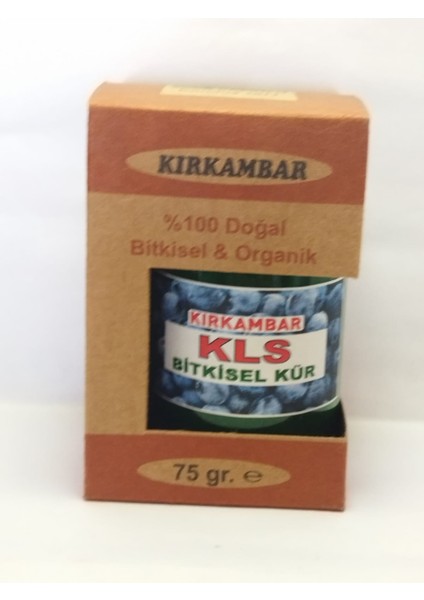 KIRKAMBAR
%100 Doğal
Bitkisel & Organik
KIRKAMBAR
KLS
BİTKİSEL KÜR
75 gr. ℮